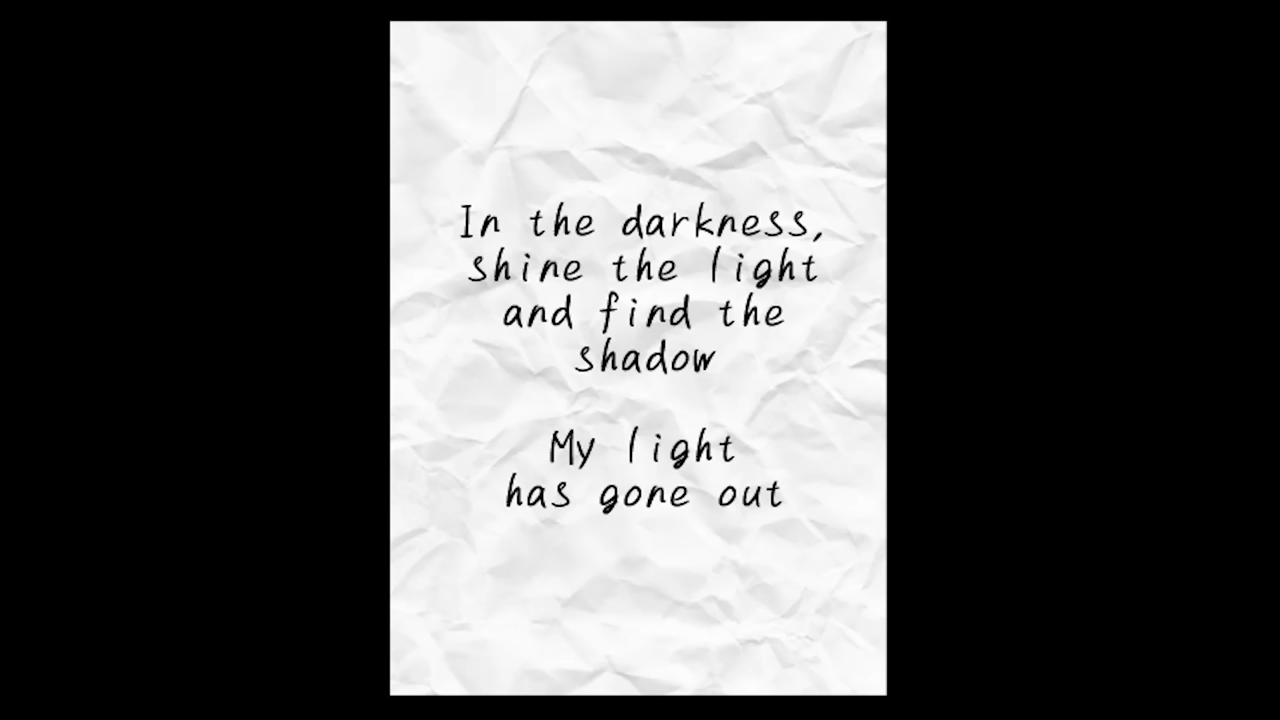 In the darkness,
shine the light
and find the
shadow
My light
has gone out